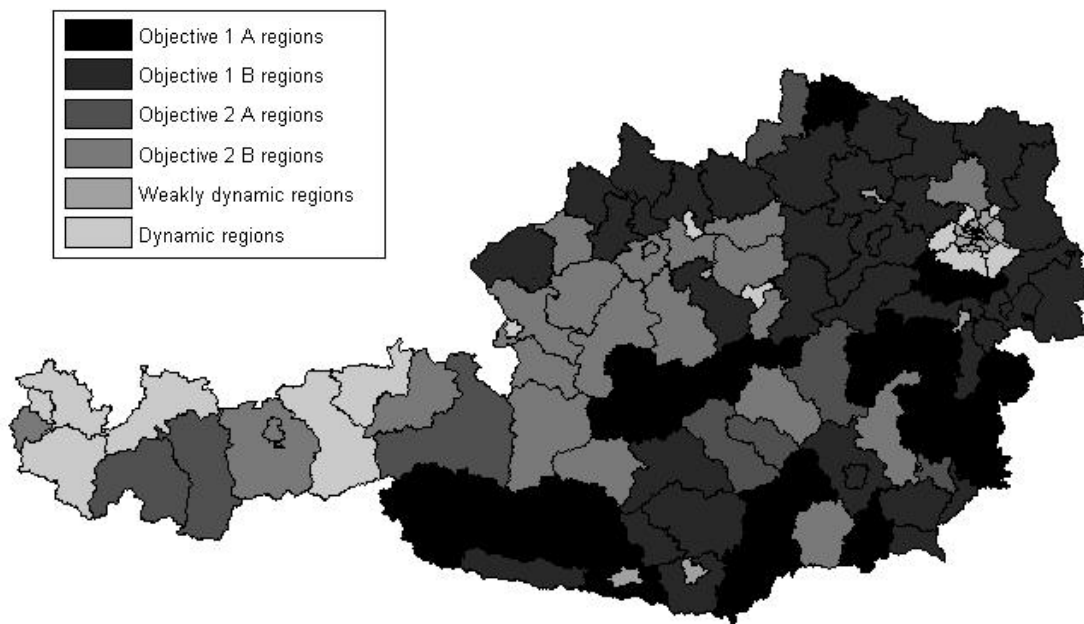 Objective 1 A regions
Objective 1 B regions
Objective 2 A regions
Objective 2 B regions
Weakly dynamic regions
Dynamic regions